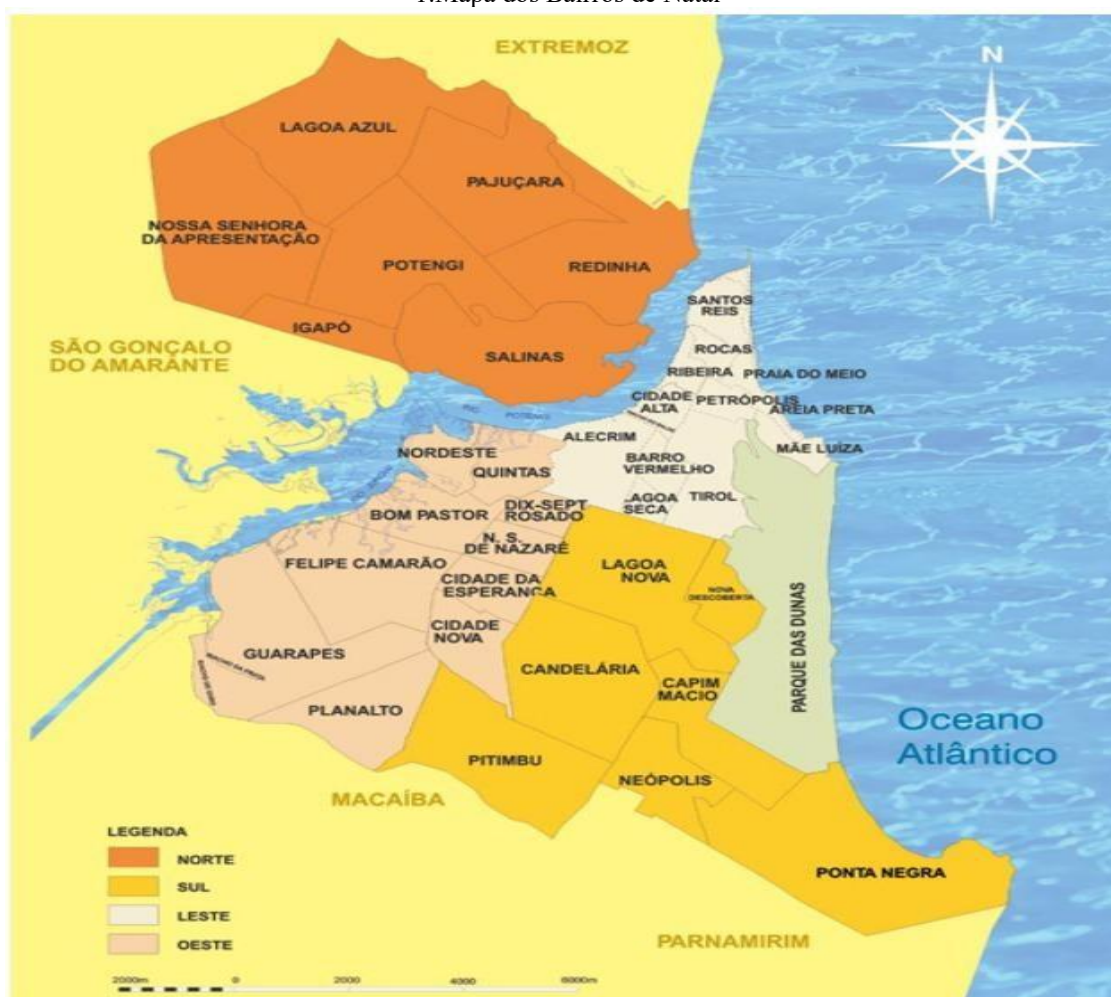 1.Mapa dos Bairros de Natal
EXTREMOZ
N
LAGOA AZUL
PAJUÇARA
NOSSA SENHORA
DA APRESENTAÇÃO
POTENGI
REDINHA
IGAPÓ
SALINAS
SÃO GONÇALO
DO AMARANTE
SANTOS
REIS
ROCAS
RIBEIRA
PRAIA DO MEIO
CIDADE
ALTA
PETRÓPOLIS
AREIA PRETA
RIO
POTENGI
ALECRIM
MÃE LUÍZA
NORDESTE
QUINTAS
BARRO
VERMELHO
LAGOA
SECA
TIROL
BOM PASTOR
DIX-SEPT
ROSADO
N. S.
DE NAZARÉ
FELIPE CAMARÃO
CIDADE DA
ESPERANÇA
LAGOA
NOVA
NOVA
DESCOBERTA
CIDADE
NOVA
GUARAPES
CANDELÁRIA
CAPIM
MACIO
PARQUE DAS DUNAS
PLANALTO
PITIMBU
NEÓPOLIS
Oceano
Atlântico
MACAÍBA
PONTA NEGRA
PARNAMIRIM
LEGENDA
NORTE
SUL
LESTE
OESTE
2000m 0 2000 4000 6000m